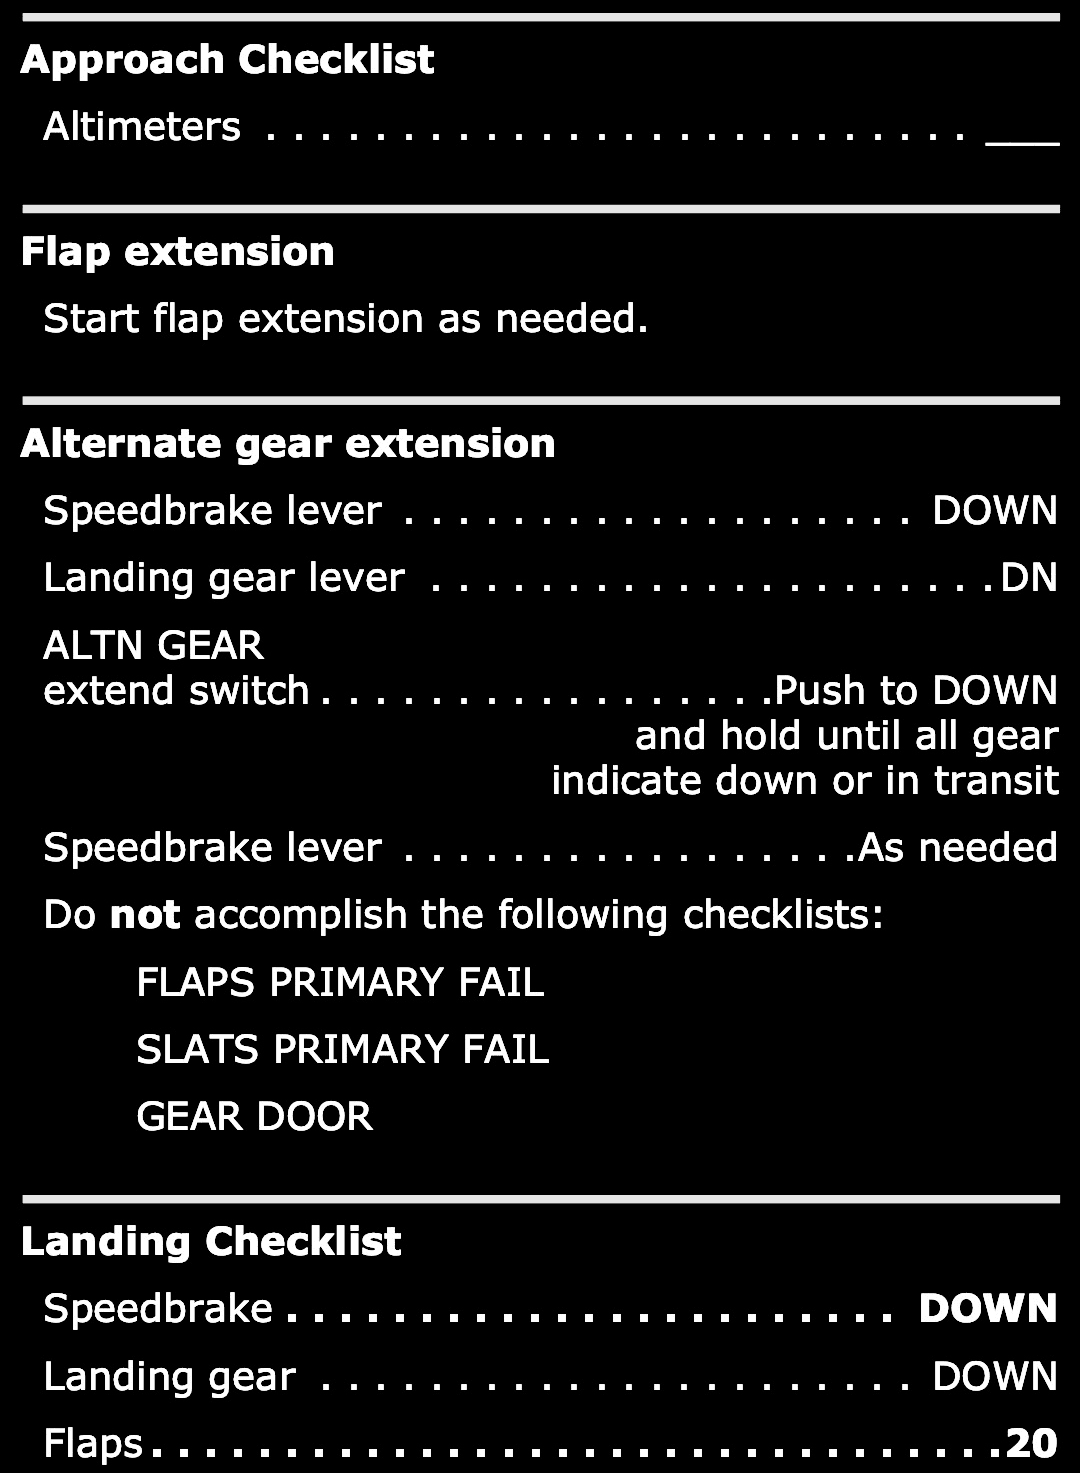 Approach Checklist
Altimeters . . . . . . . . . . . . . . . . . . . . . . . . . . ___
Flap extension
Start flap extension as needed.
Alternate gear extension
Speedbrake lever . . . . . . . . . . . . . . . . . . . DOWN
Landing gear lever . . . . . . . . . . . . . . . . . . . . . DN
ALTN GEAR
extend switch . . . . . . . . . . . . . . . . . Push to DOWN
and hold until all gear
indicate down or in transit
Speedbrake lever . . . . . . . . . . . . . . . . . As needed
Do not accomplish the following checklists:
FLAPS PRIMARY FAIL
SLATS PRIMARY FAIL
GEAR DOOR
Landing Checklist
Speedbrake . . . . . . . . . . . . . . . . . . . . . . . DOWN
Landing gear . . . . . . . . . . . . . . . . . . . . . . DOWN
Flaps . . . . . . . . . . . . . . . . . . . . . . . . . . . . . . . . 20